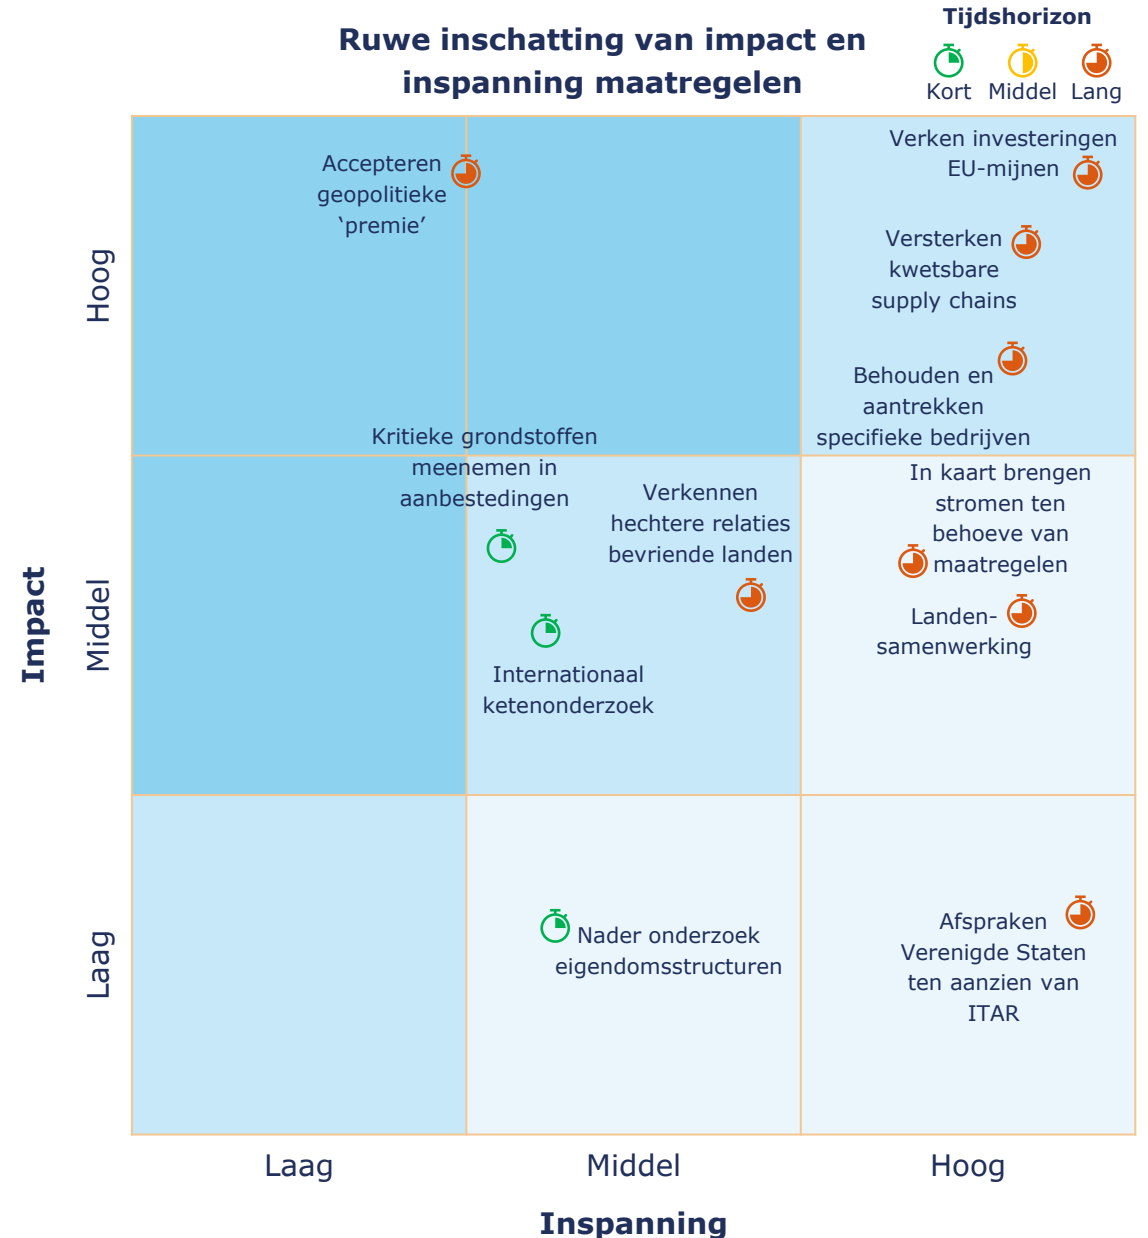 Ruwe inschatting van impact en
inspanning maatregelen
Tijdshorizon
Kort
Middel
Lang
Accepteren
geopolitieke
‘premie’
Verken investeringen
EU-mijnen
Versterken
kwetsbare
supply chains
Behouden en
aantrekken
specifieke bedrijven
Kritieke grondstoffen
meenemen in
aanbestedingen
Verkennen
hechtere relaties
bevriende landen
In kaart brengen
stromen ten
behoeve van
maatregelen
Landen-
samenwerking
Internationaal
ketenonderzoek
Nader onderzoek
eigendomsstructuren
Afspraken
Verenigde Staten
ten aanzien van
ITAR
Impact
Hoog
Middel
Laag
Laag
Middel
Hoog
Inspanning